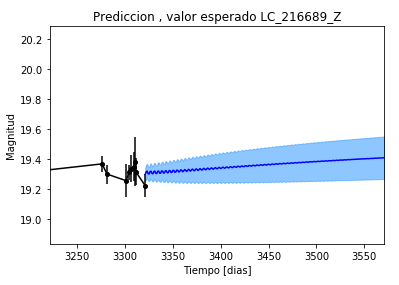 Prediccion , valor esperado LC_216689_Z
20.2
20.0
19.8
19.6
19.4
19.2
19.0
Magnitud
3250 3300 3350 3400 3450 3500 3550
Tiempo [dias]